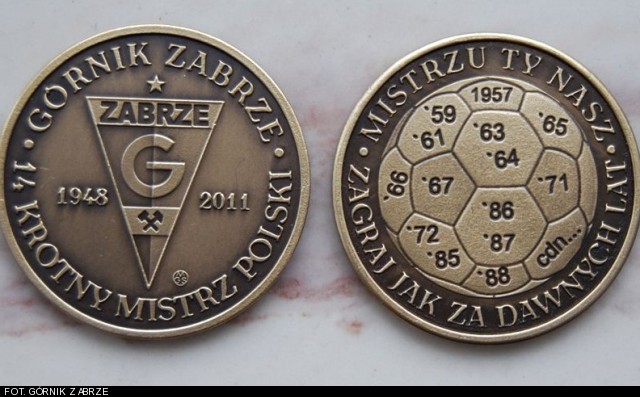 GÓRNIK ZABRZE
14 KROTNY MISTRZ POLSKI
ZABRZE
G
1948 2011
MISTRZU TY NASZ
ZAGRAJ JAK ZA DAWNYCH LAT
1957
'59 '65
'61 '63
'64
'66 '67 '71
'86
'72 '87 cdn...
'85 '88
FOT. GÓRNIK ZABRZE